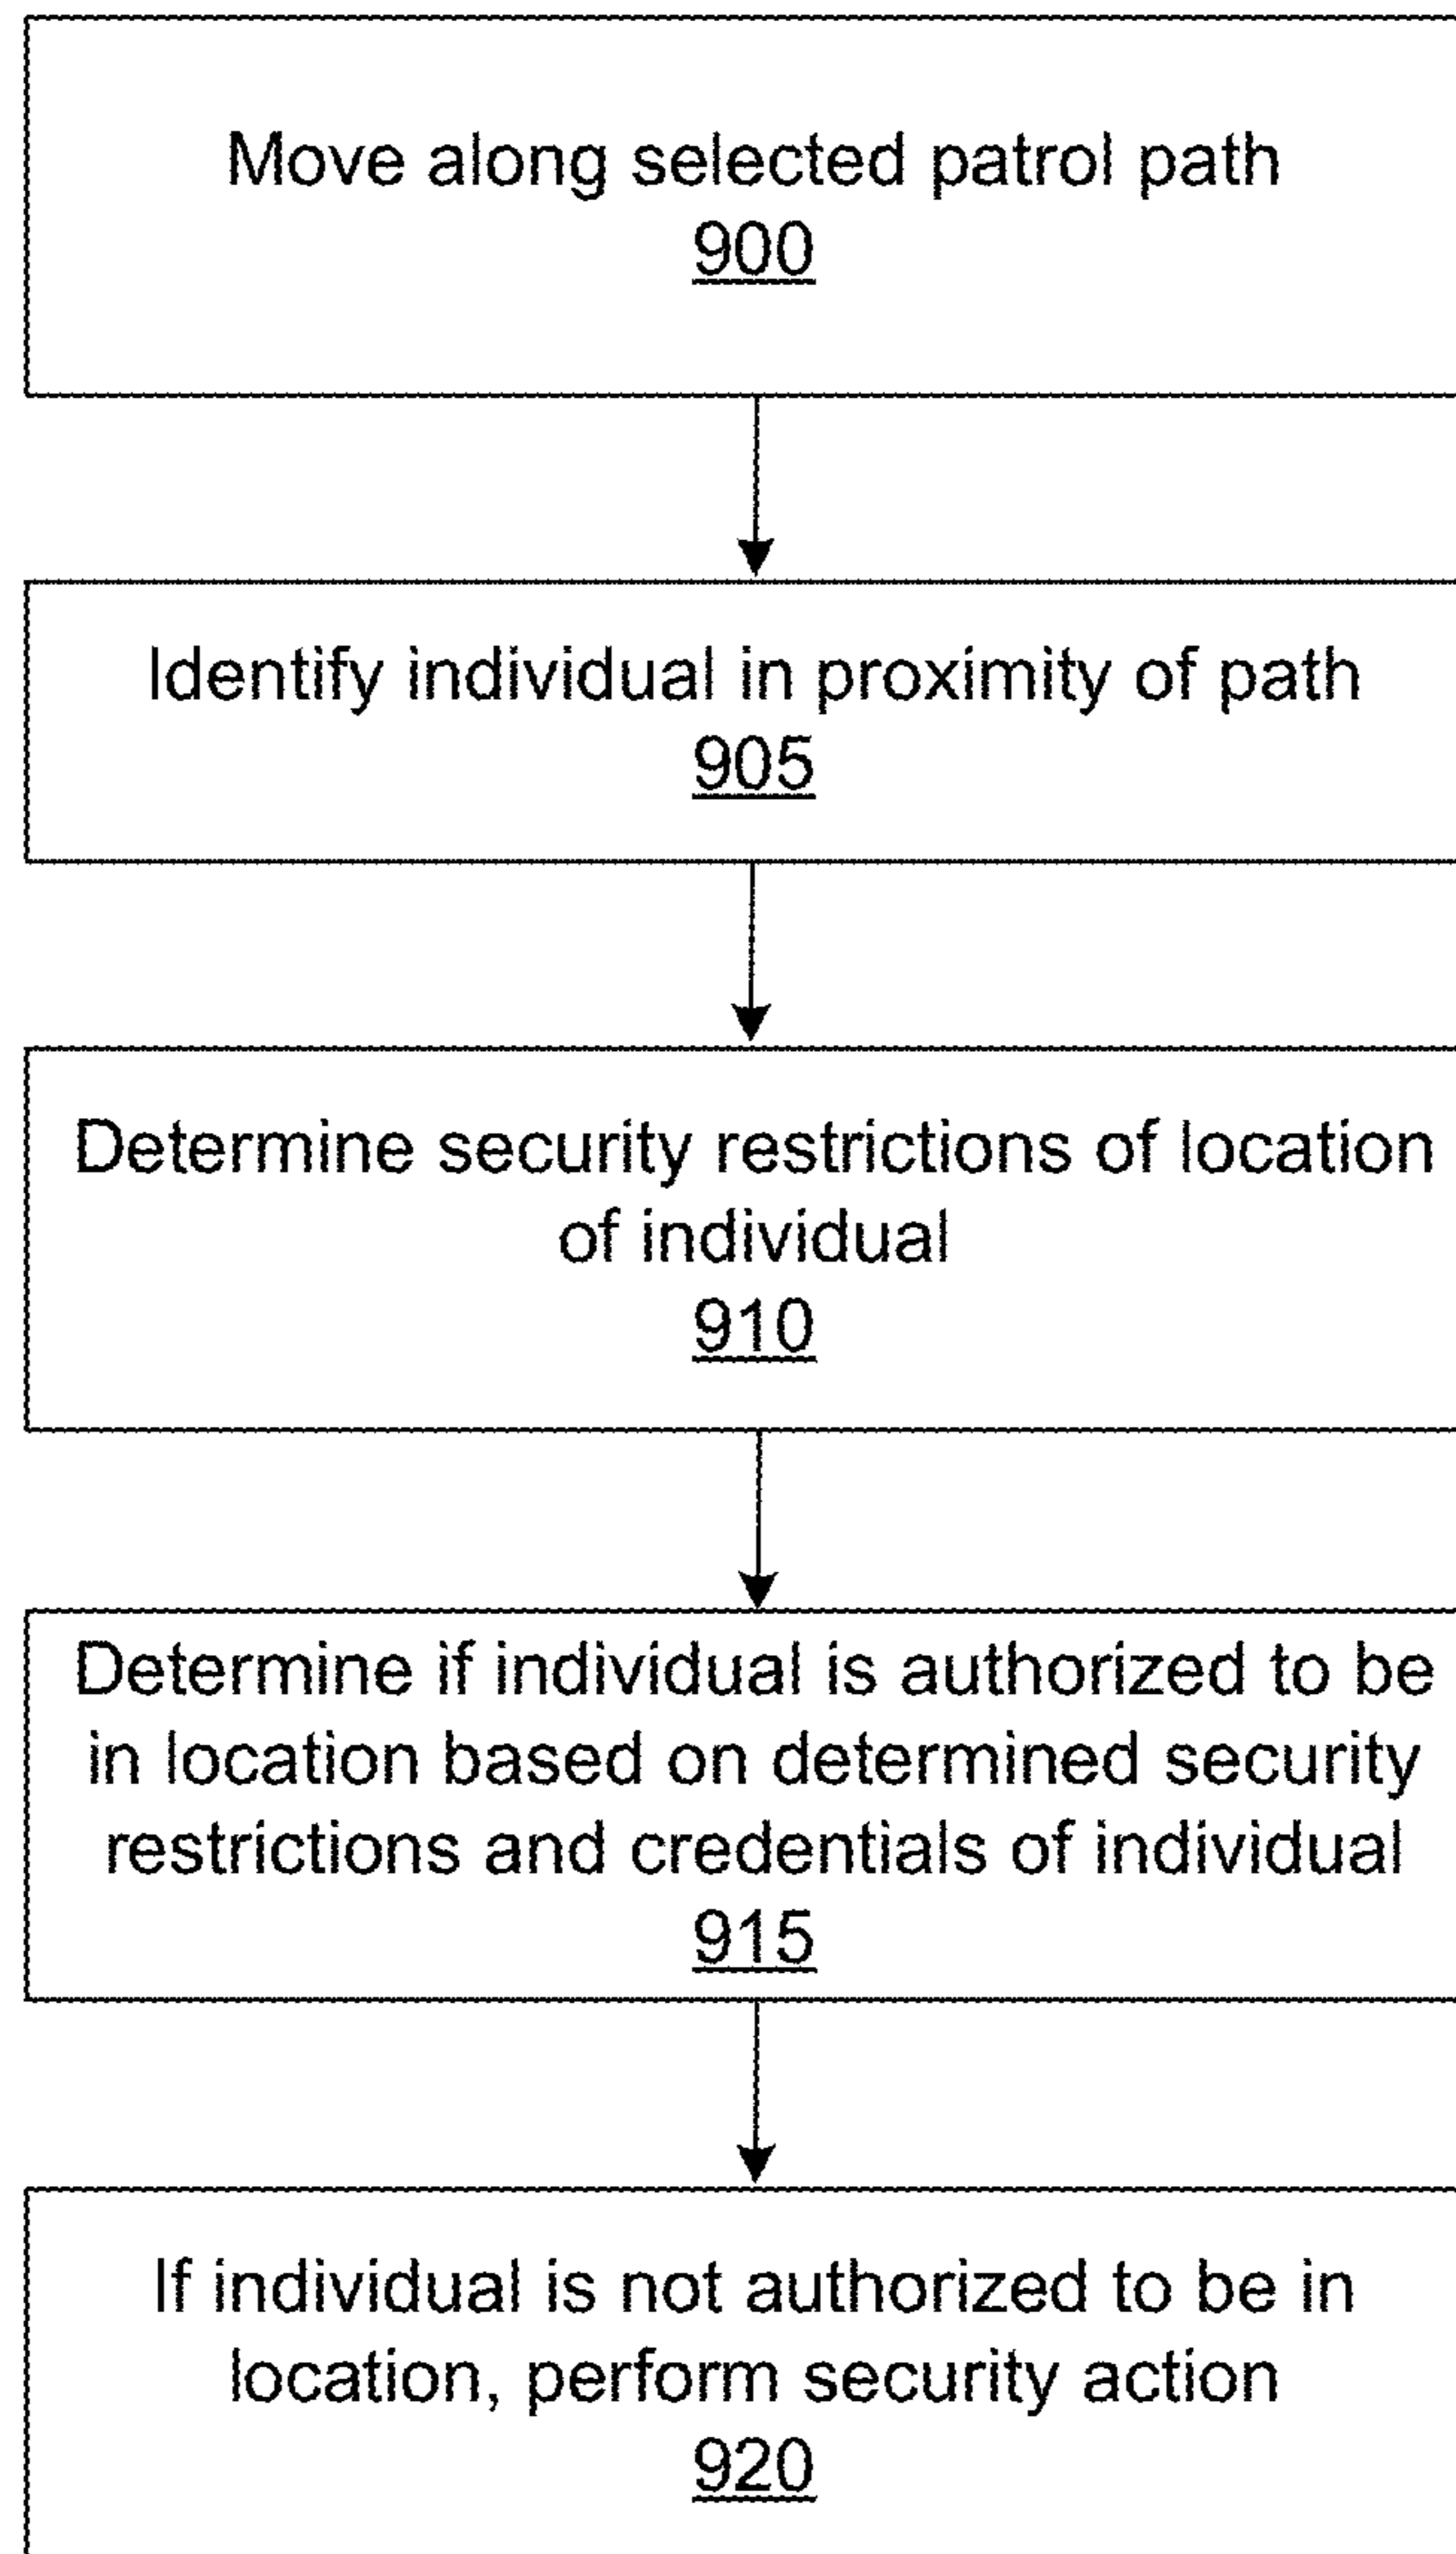 Move along selected patrol path
900
Identify individual in proximity of path
905
Determine security restrictions of location
of individual
910
Determine if individual is authorized to be
in location based on determined security
restrictions and credentials of individual
915
If individual is not authorized to be in
location, perform security action
920